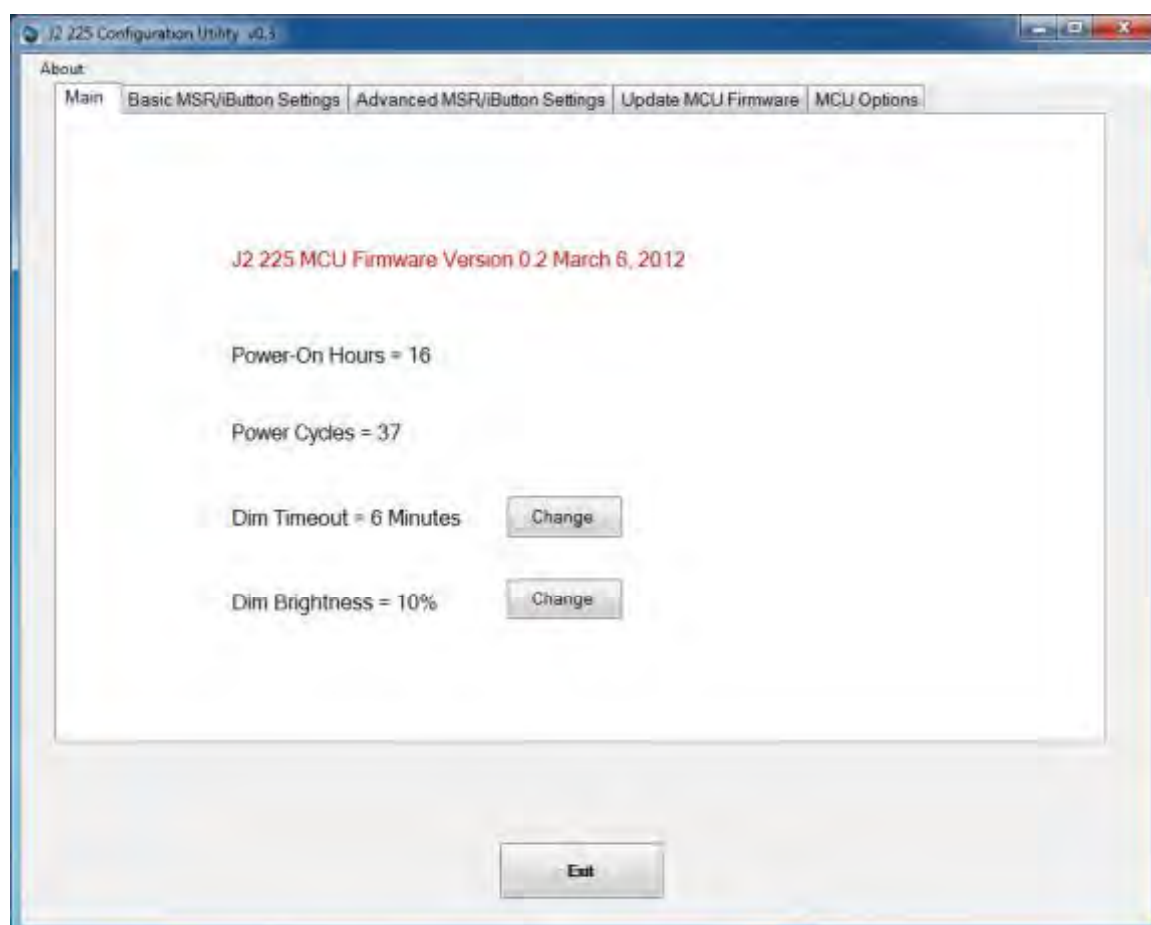 J2 225 Configuration Utility v0.3
About
Main Basic MSR/iButton Settings Advanced MSR/iButton Settings Update MCU Firmware MCU Options
J2 225 MCU Firmware Version 0.2 March 6, 2012
Power-On Hours = 16
Power Cycles = 37
Dim Timeout = 6 Minutes Change
Dim Brightness = 10% Change
Exit